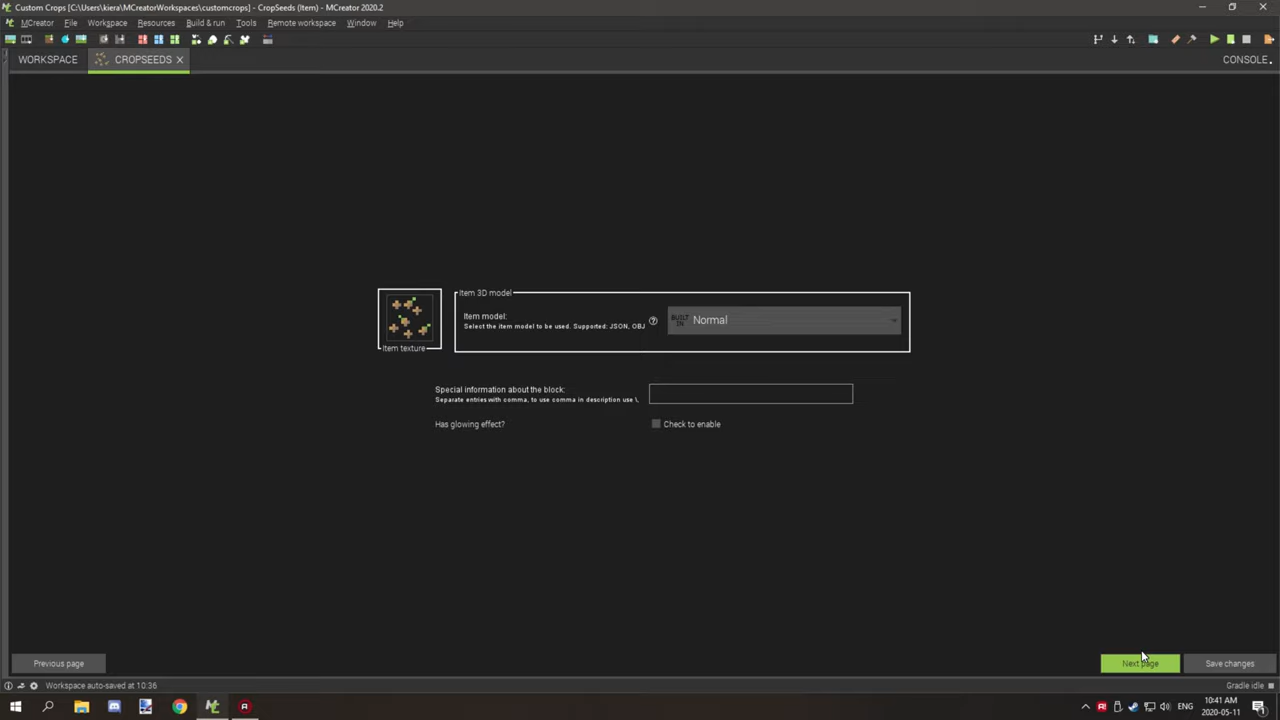 Custom Crops [C:\Users\kiera\MCreatorWorkspaces\customcrops] - CropSeeds (Item) - MCreator 2020.2
MCreator File Workspace Resources Build & run Tools Remote workspace Window Help
WORKSPACE CROPSEEDS CONSOLE
Item 3D model
Item model:
Select the item model to be used. Supported: JSON, OBJ
BUILT IN Normal
Item texture
Special information about the block:
Separate entries with comma, to use comma in description use \,
Has glowing effect? Check to enable
Previous page Next page Save changes
Workspace auto-saved at 10:36 Gradle idle
ENG
10:41 AM
2020-05-11
1